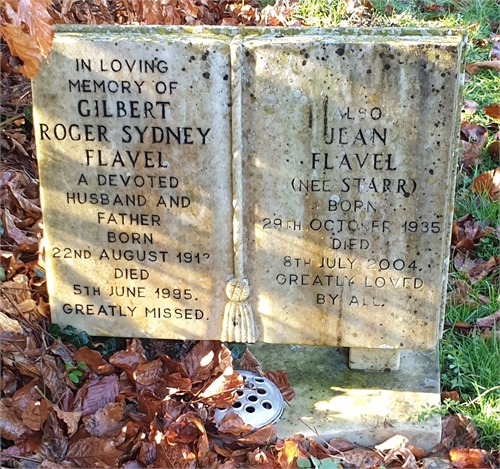 IN LOVING
MEMORY OF
GILBERT
ROGER SYDNEY
FLAVEL
A DEVOTED
HUSBAND AND
FATHER
BORN
22ND AUGUST
DIED
5TH JUNE 1995.
GREATLY MISSED.
ALSO
JEAN
FLAVEL
(NEE STARR)
BORN
29TH OCTOBER 1935
DIED
8TH JULY 2004.
GREATLY LOVED
BY ALL.